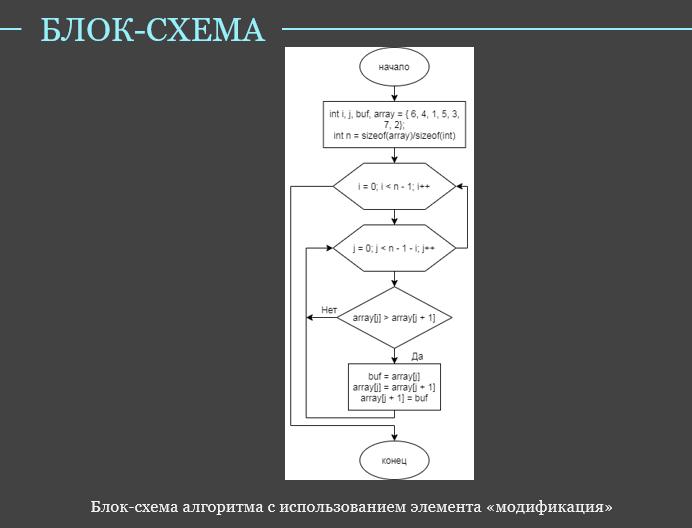 БЛОК-СХЕМА
начало
int i, j, buf, array = { 6, 4, 1, 5, 3,
7, 2};
int n = sizeof(array)/sizeof(int)
i = 0; i < n - 1; i++
j = 0; j < n - 1 - i; j++
Нет
array[j] > array[j + 1]
Да
buf = array[j]
array[j] = array[j + 1]
array[j + 1] = buf
конец
Блок-схема алгоритма с использованием элемента «модификация»